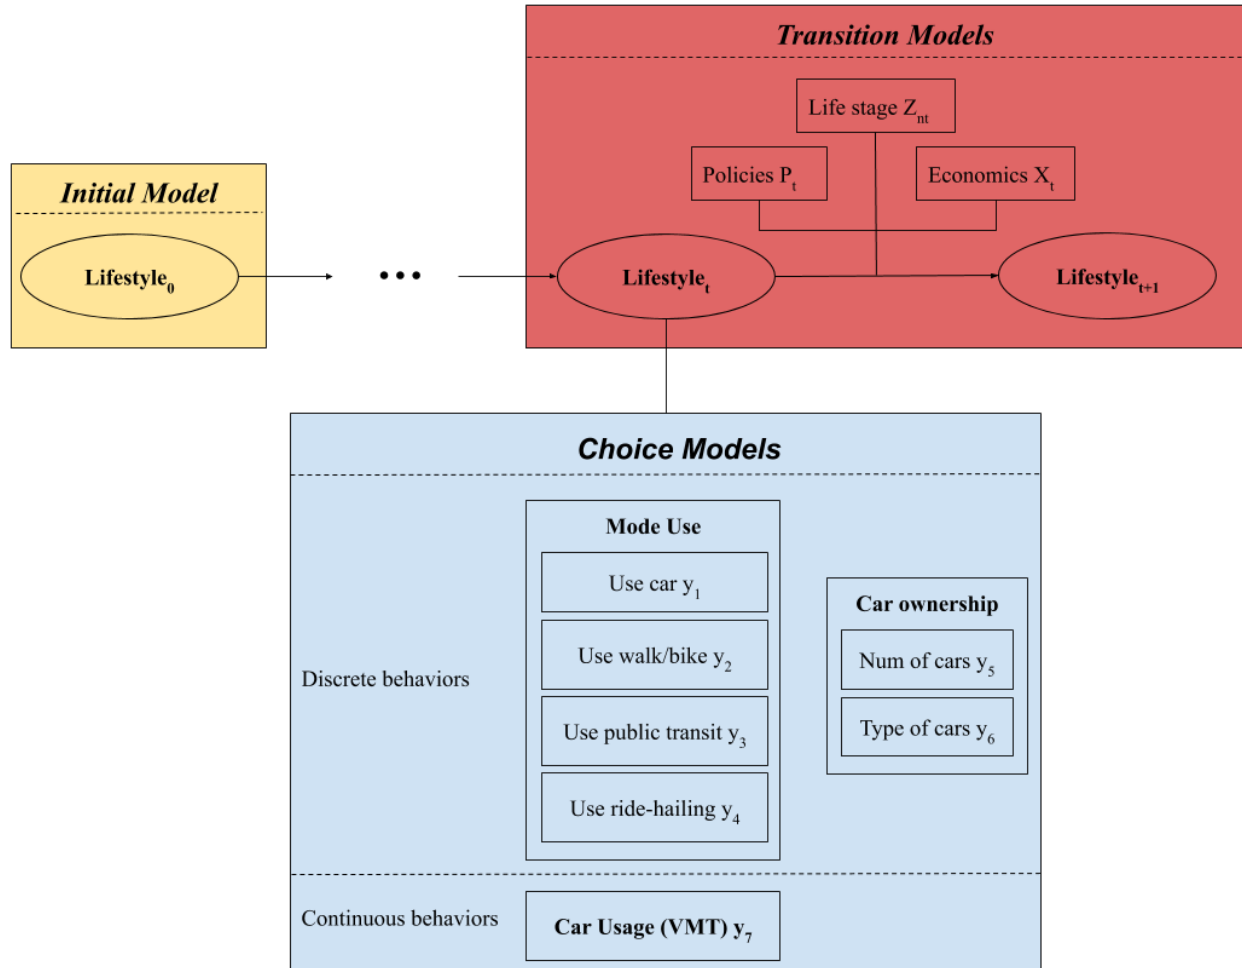 Transition Models
Life stage Z_nt
Policies P_t
Economics X_t
Initial Model
Lifestyle_0
...
Lifestyle_t
Lifestyle_t+1
Choice Models
Discrete behaviors
Mode Use
Use car y_1
Use walk/bike y_2
Use public transit y_3
Use ride-hailing y_4
Car ownership
Num of cars y_5
Type of cars y_6
Continuous behaviors
Car Usage (VMT) y_7